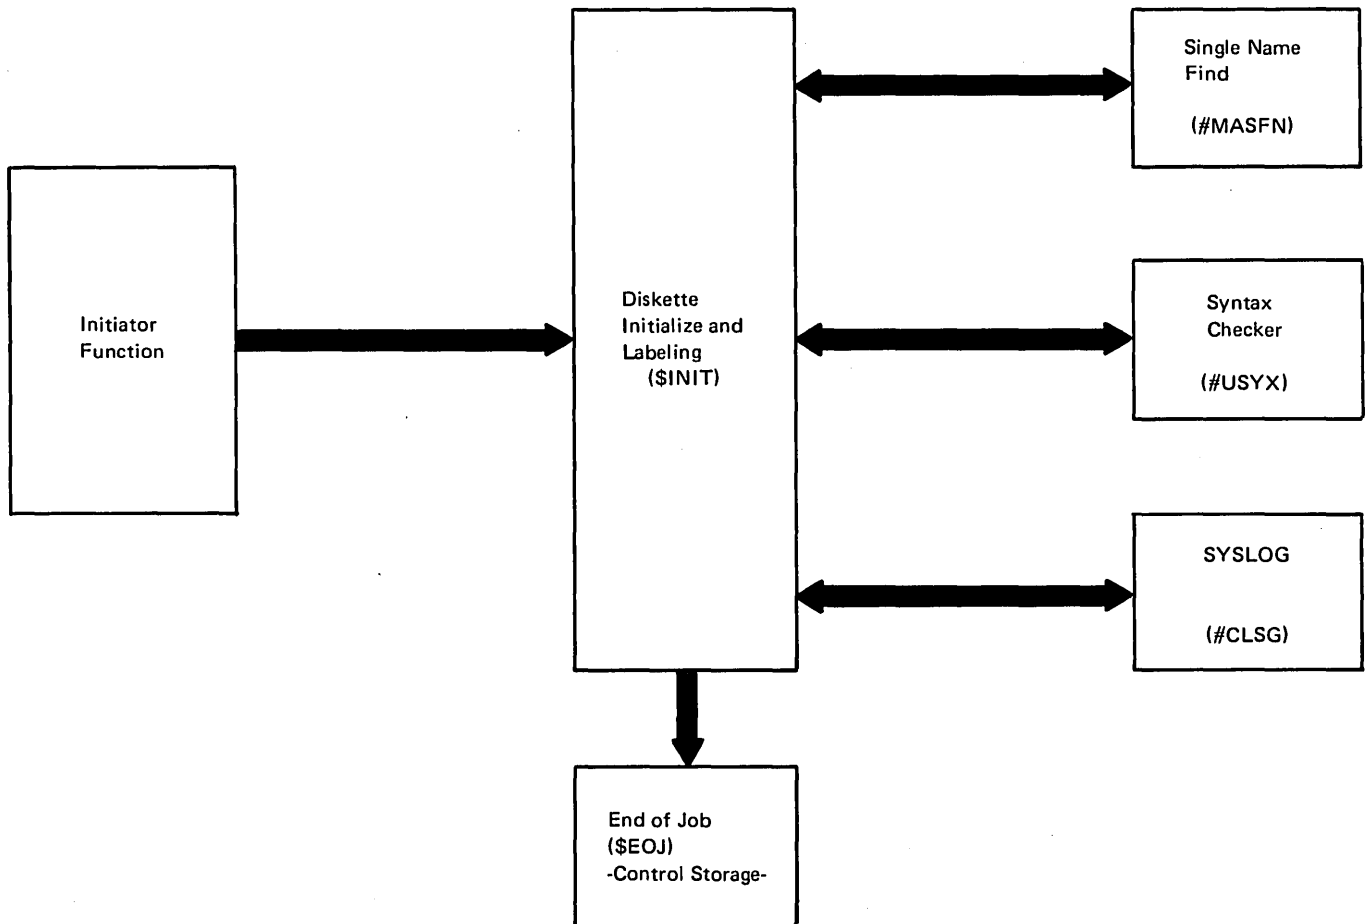 Initiator
Function
Diskette
Initialize and
Labeling
($INIT)
Single Name
Find
(#MASFN)
Syntax
Checker
(#USYX)
SYSLOG
(#CLSG)
End of Job
($EOJ)
-Control Storage-